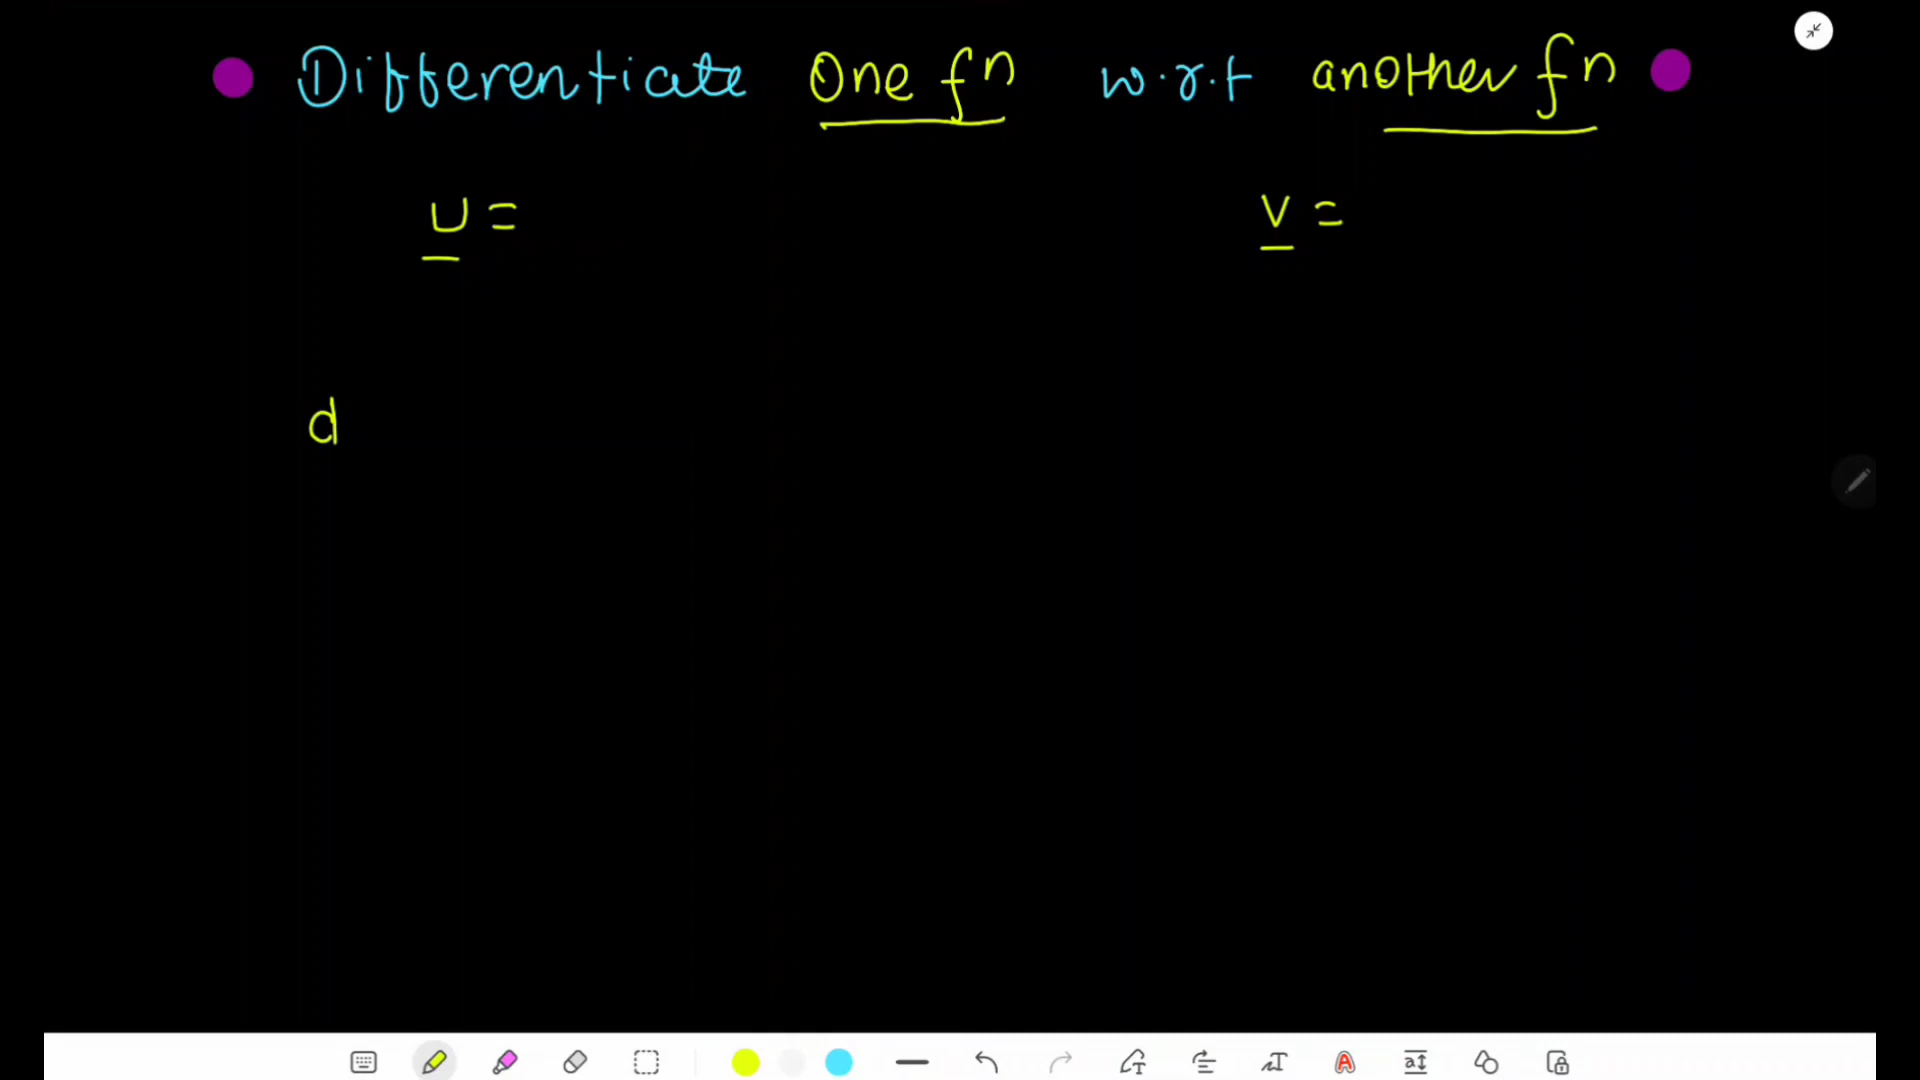 Differentiate One fn w.r.t another fn
u = v =
d